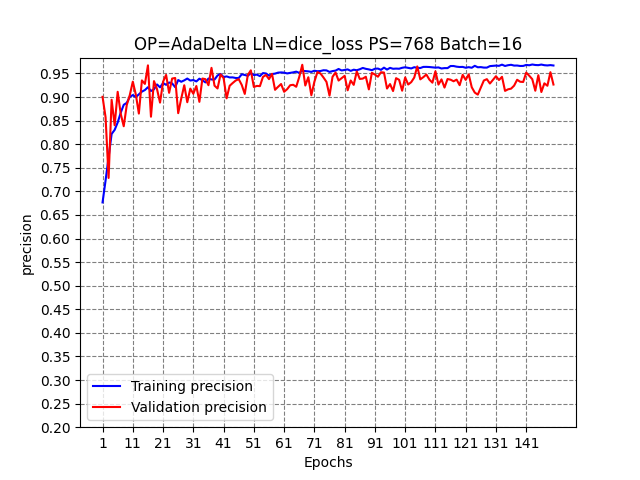 OP=AdaDelta LN=dice_loss PS=768 Batch=16
0.95
0.90
0.85
0.80
0.75
0.70
0.65
0.60
0.55
0.50
0.45
0.40
0.35
0.30
0.25
0.20
precision
Training precision
Validation precision
1 11 21 31 41 51 61 71 81 91 101 111 121 131 141
Epochs